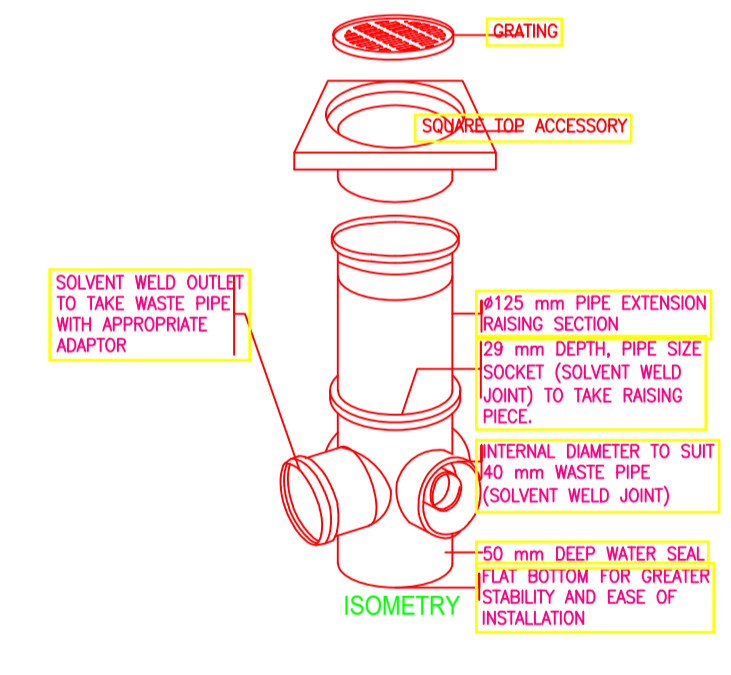 GRATING
SQUARE TOP ACCESSORY
SOLVENT WELD OUTLET
TO TAKE WASTE PIPE
WITH APPROPRIATE
ADAPTOR
ø125 mm PIPE EXTENSION
RAISING SECTION
29 mm DEPTH, PIPE SIZE
SOCKET (SOLVENT WELD
JOINT) TO TAKE RAISING
PIECE.
INTERNAL DIAMETER TO SUIT
40 mm WASTE PIPE
(SOLVENT WELD JOINT)
50 mm DEEP WATER SEAL
FLAT BOTTOM FOR GREATER
STABILITY AND EASE OF
INSTALLATION
ISOMETRY